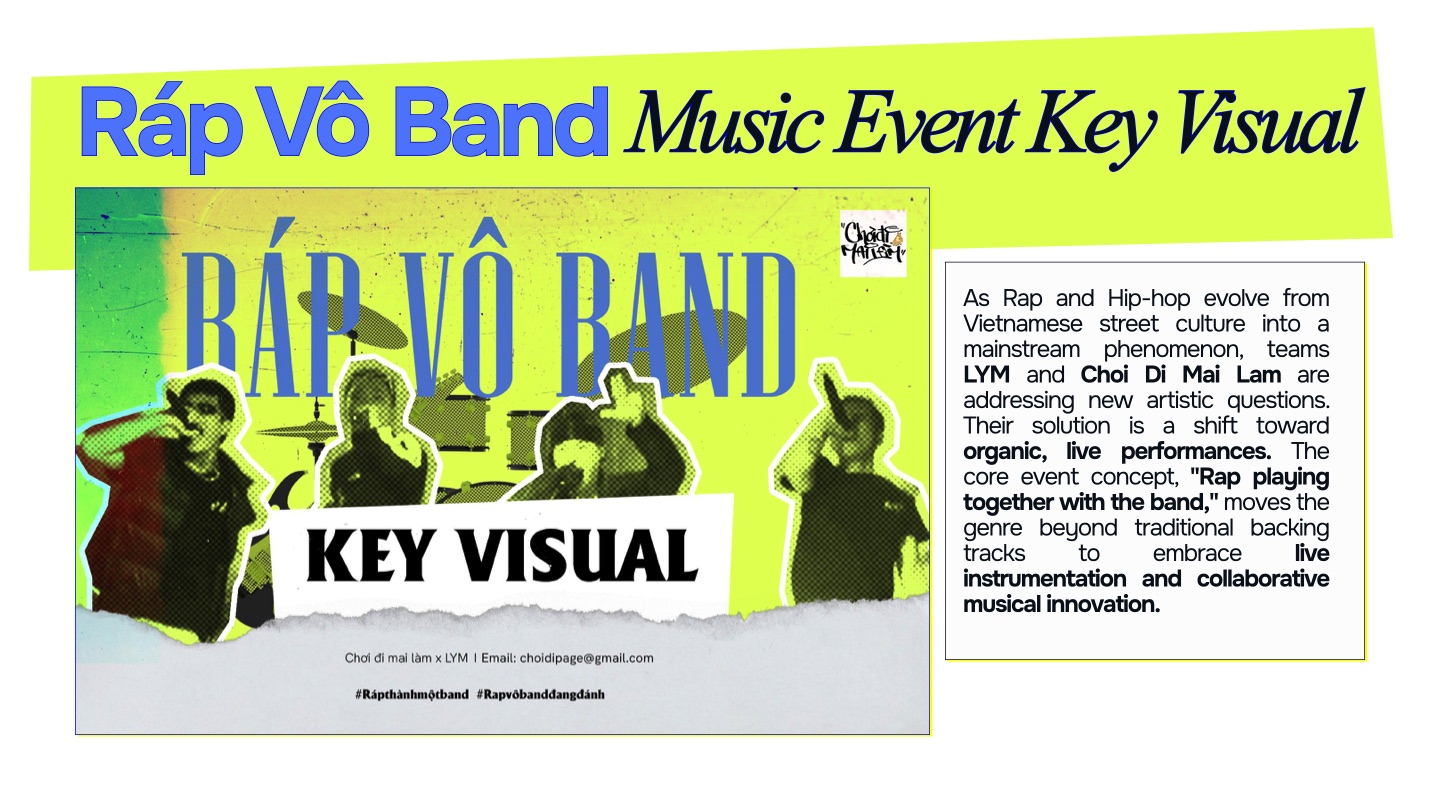 Ráp Vô Band Music Event Key Visual
RÁP VÔ BAND
"Chơi đi
Mai làm"
KEY VISUAL
Chơi đi mai làm x LYM | Email: choidipage@gmail.com
#Rápthànhmộtband #Rapvôbandđangđánh
As Rap and Hip-hop evolve from
Vietnamese street culture into a
mainstream phenomenon, teams
LYM and Choi Di Mai Lam are
addressing new artistic questions.
Their solution is a shift toward
organic, live performances. The
core event concept, "Rap playing
together with the band," moves the
genre beyond traditional backing
tracks to embrace live
instrumentation and collaborative
musical innovation.